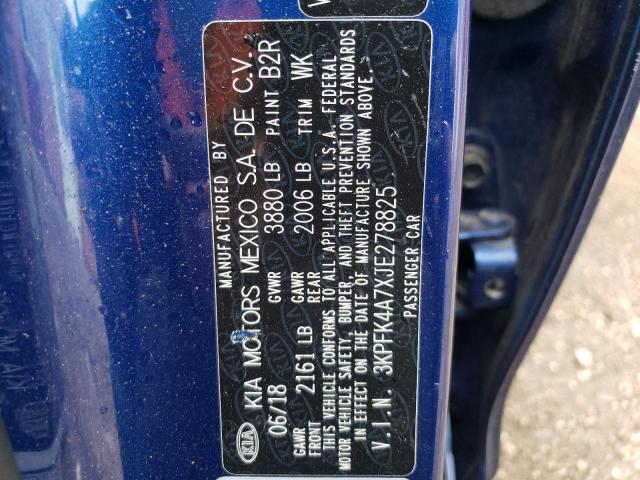 MANUFACTURED BY
KIA KIA MOTORS MEXICO S.A. DE C.V.
06/18 GVWR 3880 LB PAINT B2R
GAWR FRONT 2161 LB GAWR REAR 2006 LB TRIM WK
THIS VEHICLE CONFORMS TO ALL APPLICABLE U.S.A. FEDERAL
MOTOR VEHICLE SAFETY, BUMPER, AND THEFT PREVENTION STANDARDS
IN EFFECT ON THE DATE OF MANUFACTURE SHOWN ABOVE.
V.I.N. 3KPFK4A7XJE278825
PASSENGER CAR